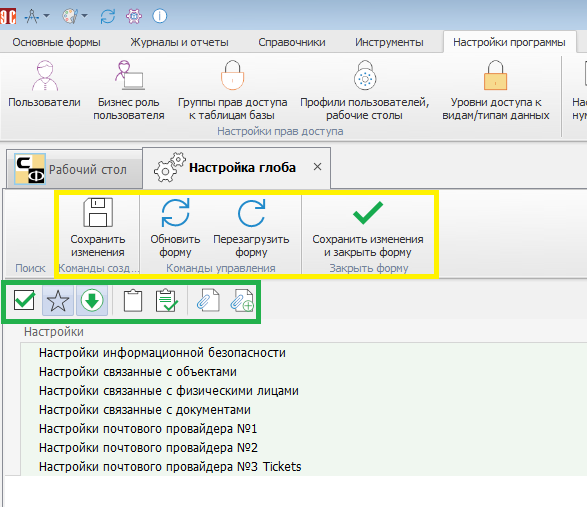 Основные формы Журналы и отчеты Справочники Инструменты Настройки программы
Пользователи Бизнес роль пользователя Группы прав доступа к таблицам базы Профили пользователей, рабочие столы Уровни доступа к видам/типам данных
Настройки прав доступа
Рабочий стол Настройка глоба ×
Сохранить изменения Обновить форму Перезагрузить форму Сохранить изменения и закрыть форму
Поиск Команды созд... Команды управления Закрыть форму
Настройки
Настройки информационной безопасности
Настройки связанные с объектами
Настройки связанные с физическими лицами
Настройки связанные с документами
Настройки почтового провайдера №1
Настройки почтового провайдера №2
Настройки почтового провайдера №3 Tickets